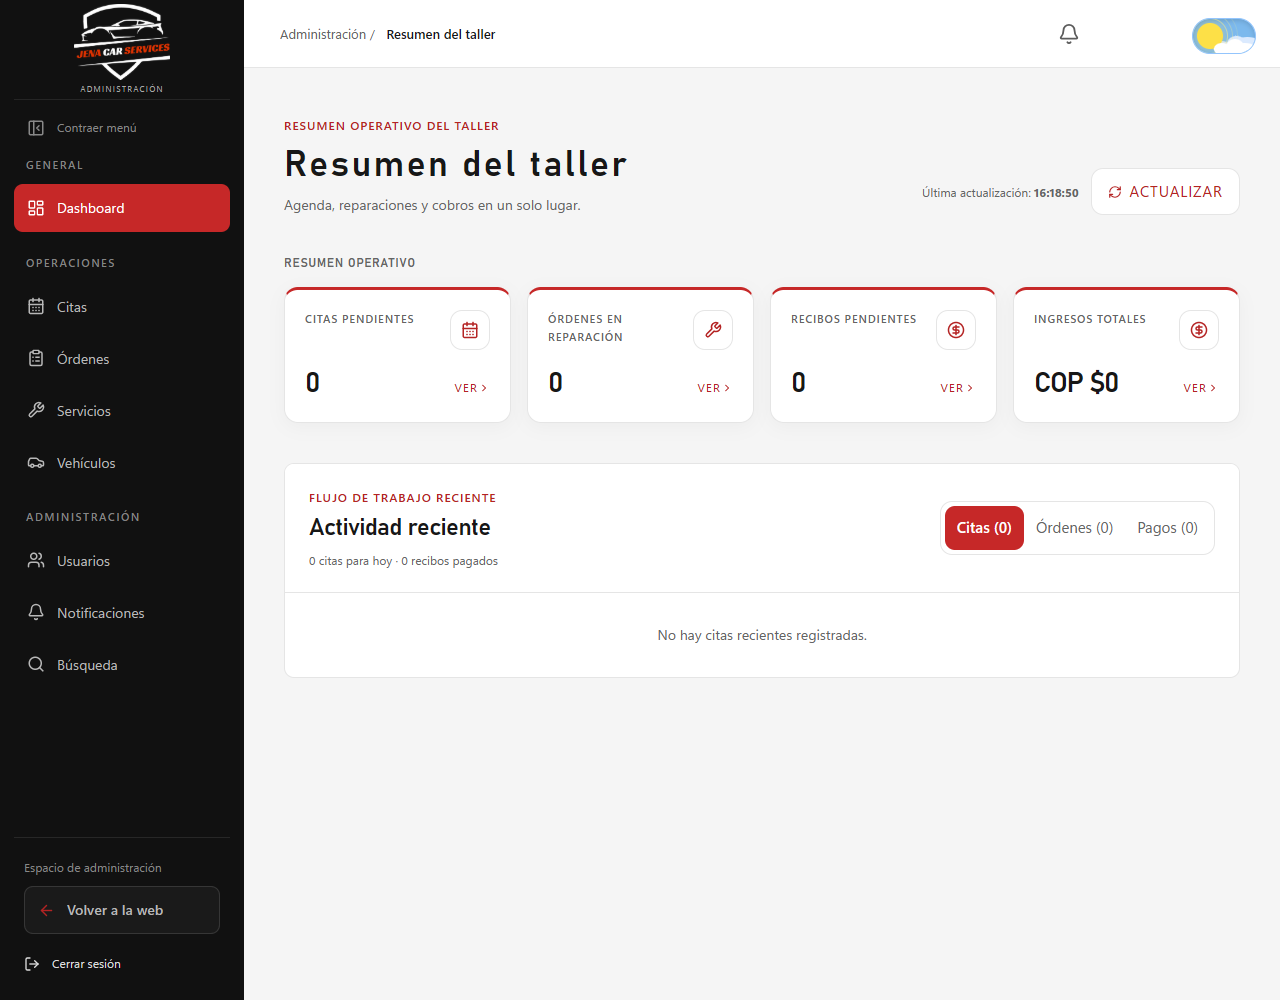 JENA CAR SERVICES
ADMINISTRACIÓN
Contraer menú
GENERAL
Dashboard
OPERACIONES
Citas
Órdenes
Servicios
Vehículos
ADMINISTRACIÓN
Usuarios
Notificaciones
Búsqueda
Espacio de administración
Volver a la web
Cerrar sesión
Administración / Resumen del taller
RESUMEN OPERATIVO DEL TALLER
Resumen del taller
Agenda, reparaciones y cobros en un solo lugar.
Última actualización: 16:18:50
ACTUALIZAR
RESUMEN OPERATIVO
CITAS PENDIENTES
0
VER
ÓRDENES EN
REPARACIÓN
0
VER
RECIBOS PENDIENTES
0
VER
INGRESOS TOTALES
COP $0
VER
FLUJO DE TRABAJO RECIENTE
Actividad reciente
0 citas para hoy · 0 recibos pagados
Citas (0) Órdenes (0) Pagos (0)
No hay citas recientes registradas.